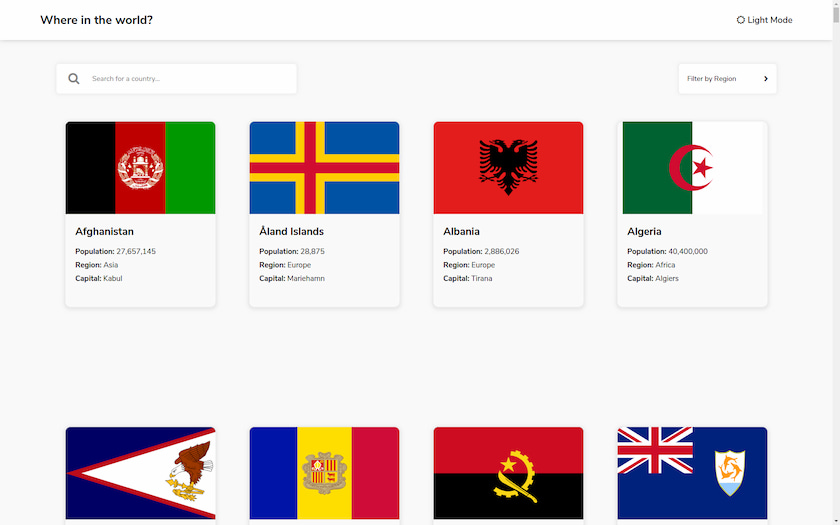 Where in the world?
Light Mode
Search for a country...
Filter by Region
Afghanistan
Population: 27,657,145
Region: Asia
Capital: Kabul
Åland Islands
Population: 28,875
Region: Europe
Capital: Mariehamn
Albania
Population: 2,886,026
Region: Europe
Capital: Tirana
Algeria
Population: 40,400,000
Region: Africa
Capital: Algiers